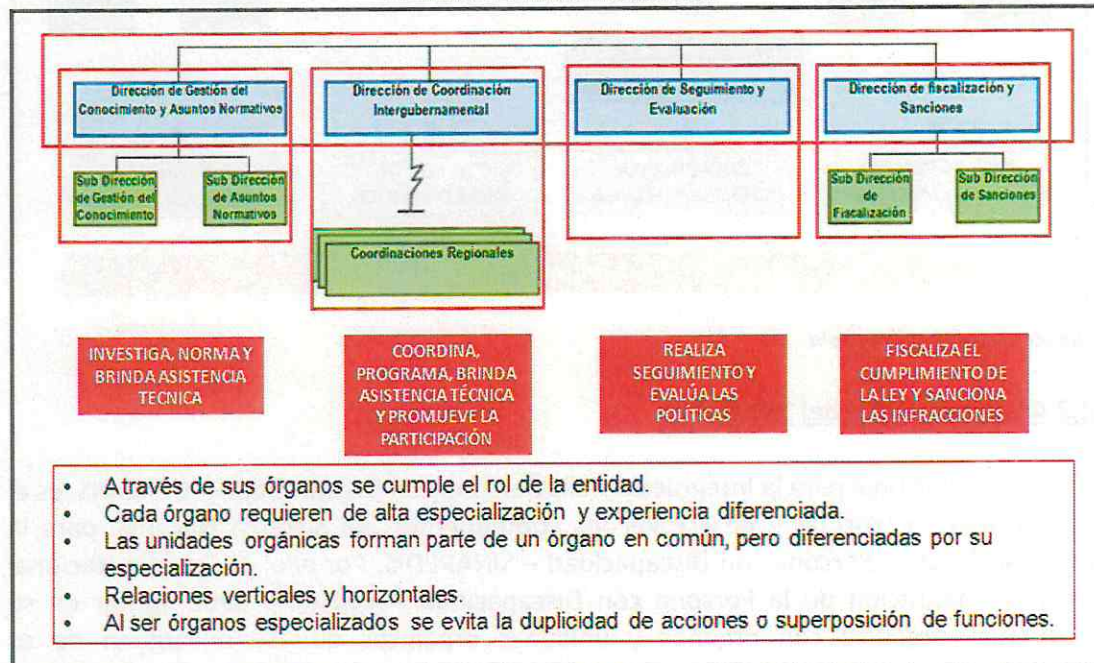 Dirección de Gestión del
Conocimiento y Asuntos Normativos
Dirección de Coordinación
Intergubernamental
Dirección de Seguimiento y
Evaluación
Dirección de fiscalización y
Sanciones
Sub Dirección
de Gestión del
Conocimiento
Sub Dirección
de Asuntos
Normativos
Sub Dirección
de
Fiscalización
Sub Dirección
de Sanciones
Coordinaciones Regionales
INVESTIGA, NORMA Y
BRINDA ASISTENCIA
TECNICA
COORDINA,
PROGRAMA, BRINDA
ASISTENCIA TÉCNICA
Y PROMUEVE LA
PARTICIPACIÓN
REALIZA
SEGUIMIENTO Y
EVALÚA LAS
POLÍTICAS
FISCALIZA EL
CUMPLIMIENTO DE
LA LEY Y SANCIONA
LAS INFRACCIONES
• A través de sus órganos se cumple el rol de la entidad.
• Cada órgano requieren de alta especialización y experiencia diferenciada.
• Las unidades orgánicas forman parte de un órgano en común, pero diferenciadas por su
especialización.
• Relaciones verticales y horizontales.
• Al ser órganos especializados se evita la duplicidad de acciones o superposición de funciones.